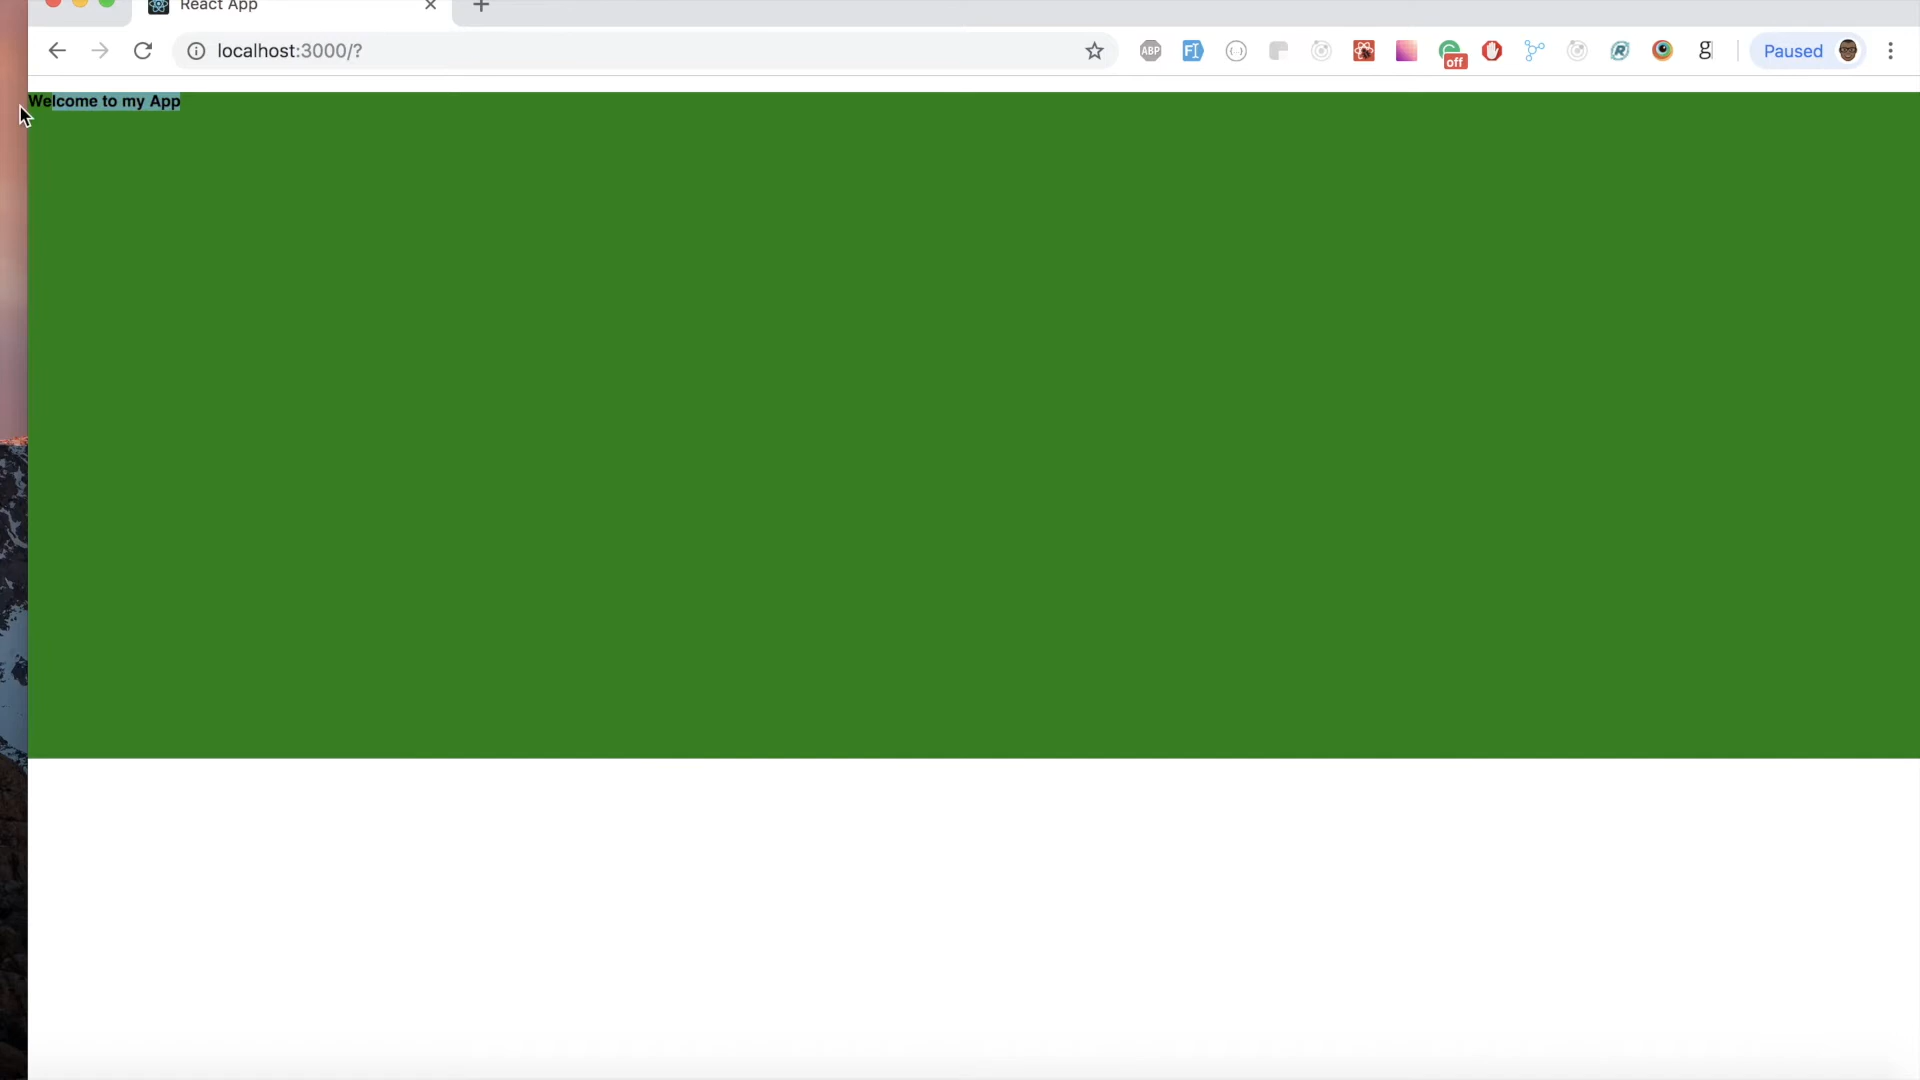 React App
localhost:3000/?
ABP
off
g
Paused
Welcome to my App